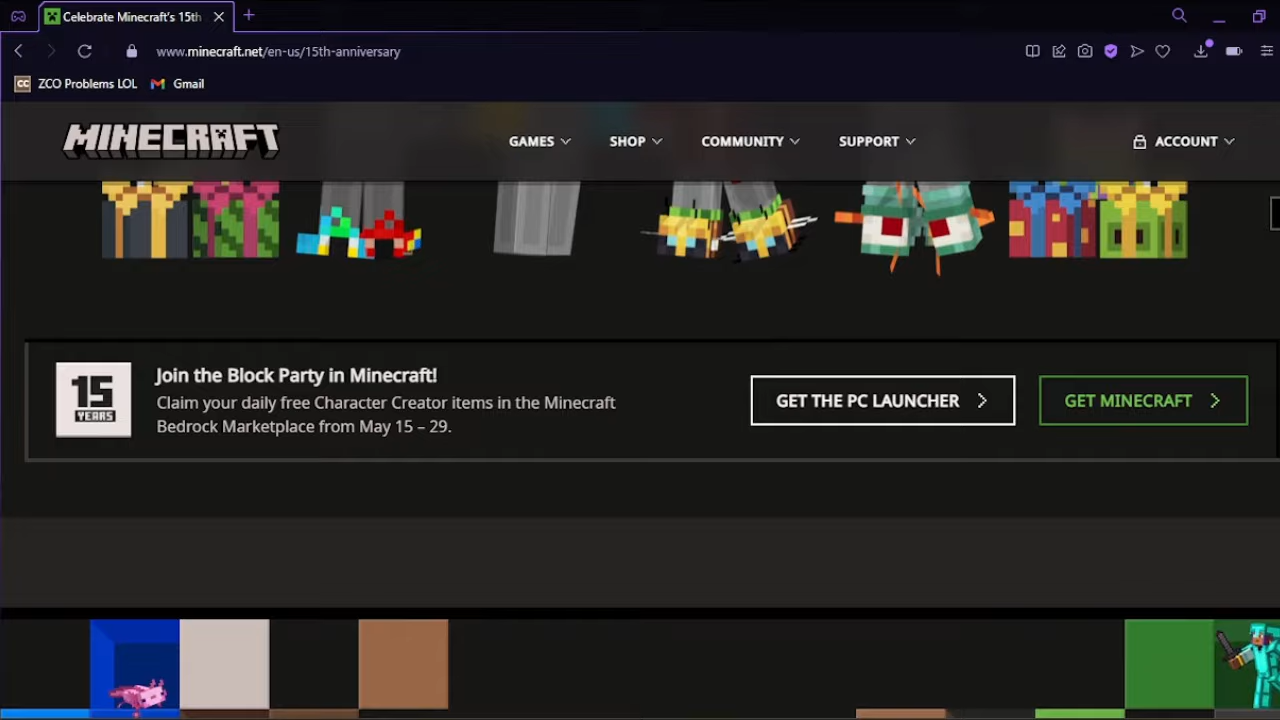 Celebrate Minecraft's 15th
www.minecraft.net/en-us/15th-anniversary
CC ZCO Problems LOL Gmail
MINECRAFT GAMES SHOP COMMUNITY SUPPORT ACCOUNT
15 YEARS
Join the Block Party in Minecraft!
Claim your daily free Character Creator items in the Minecraft
Bedrock Marketplace from May 15 – 29.
GET THE PC LAUNCHER
GET MINECRAFT